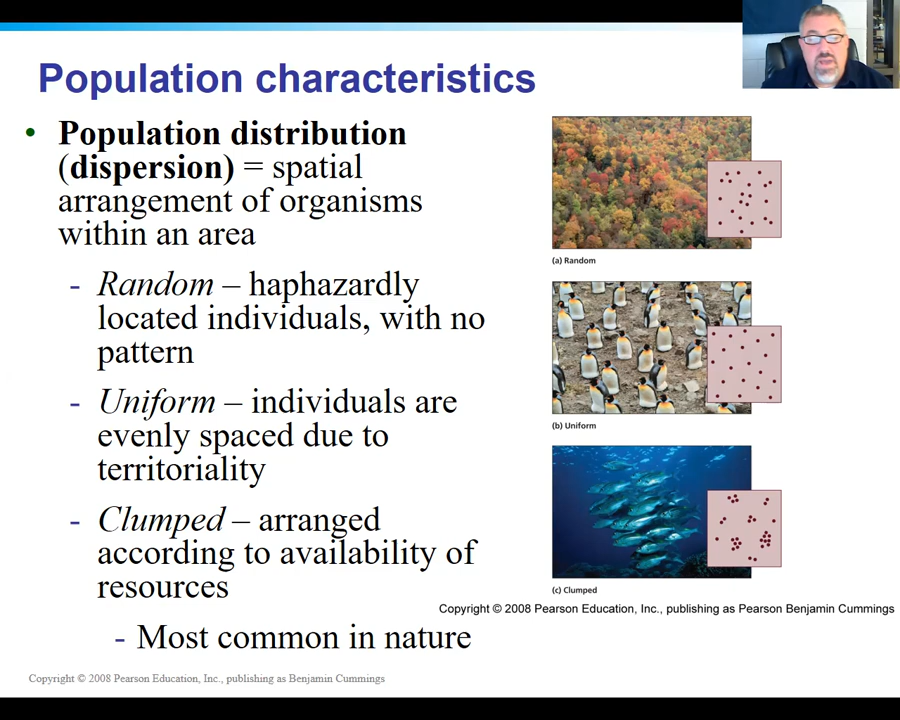 Population characteristics
• Population distribution
(dispersion) = spatial
arrangement of organisms
within an area
- Random – haphazardly
located individuals, with no
pattern
- Uniform – individuals are
evenly spaced due to
territoriality
- Clumped – arranged
according to availability of
resources
- Most common in nature
(a) Random
(b) Uniform
(c) Clumped
Copyright © 2008 Pearson Education, Inc., publishing as Pearson Benjamin Cummings
Copyright © 2008 Pearson Education, Inc., publishing as Benjamin Cummings